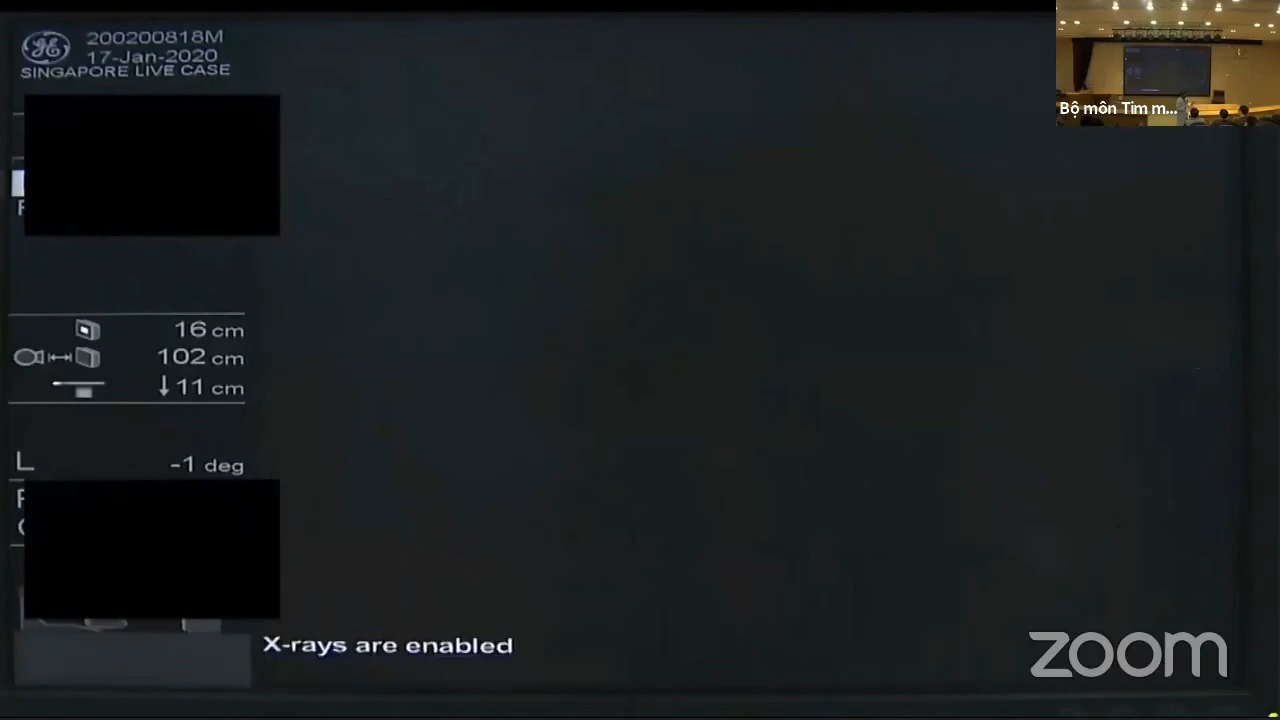 200200818M
17-Jan-2020
SINGAPORE LIVE CASE
Bộ môn Tim m...
16 cm
102 cm
↓11 cm
L -1 deg
X-rays are enabled
zoom